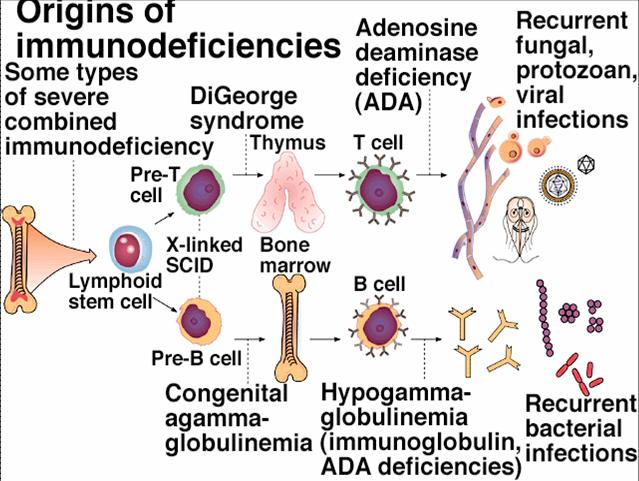 Origins of
immunodeficiencies
Some types
of severe
combined
immunodeficiency
DiGeorge
syndrome
Adenosine
deaminase
deficiency
(ADA)
Recurrent
fungal,
protozoan,
viral
infections
Thymus
T cell
Pre-T
cell
X-linked
SCID
Bone
marrow
Lymphoid
stem cell
B cell
Pre-B cell
Congenital
agamma-
globulinemia
Hypogamma-
globulinemia
(immunoglobulin,
ADA deficiencies)
Recurrent
bacterial
infections